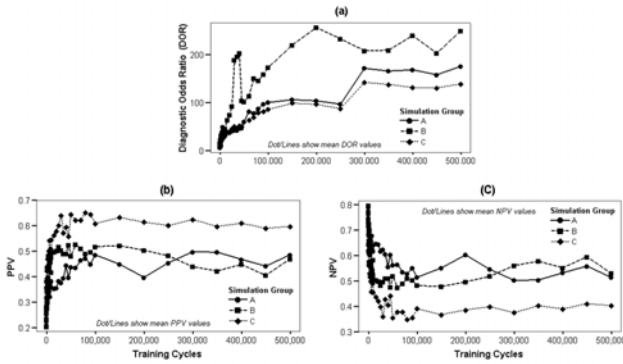 (a)
Diagnostic Odds Ratio (DOR)
200
100
0
0 100,000 200,000 300,000 400,000 500,000
Simulation Group
A
B
C
Dot/Lines show mean DOR values
(b)
PPV
0.7
0.6
0.5
0.4
0.3
0.2
0 100,000 200,000 300,000 400,000 500,000
Training Cycles
Simulation Group
A
B
C
Dot/Lines show mean PPV values
(C)
NPV
0.8
0.7
0.6
0.5
0.4
0.3
0 100,000 200,000 300,000 400,000 500,000
Training Cycles
Dot/Lines show mean NPV values
Simulation Group
A
B
C